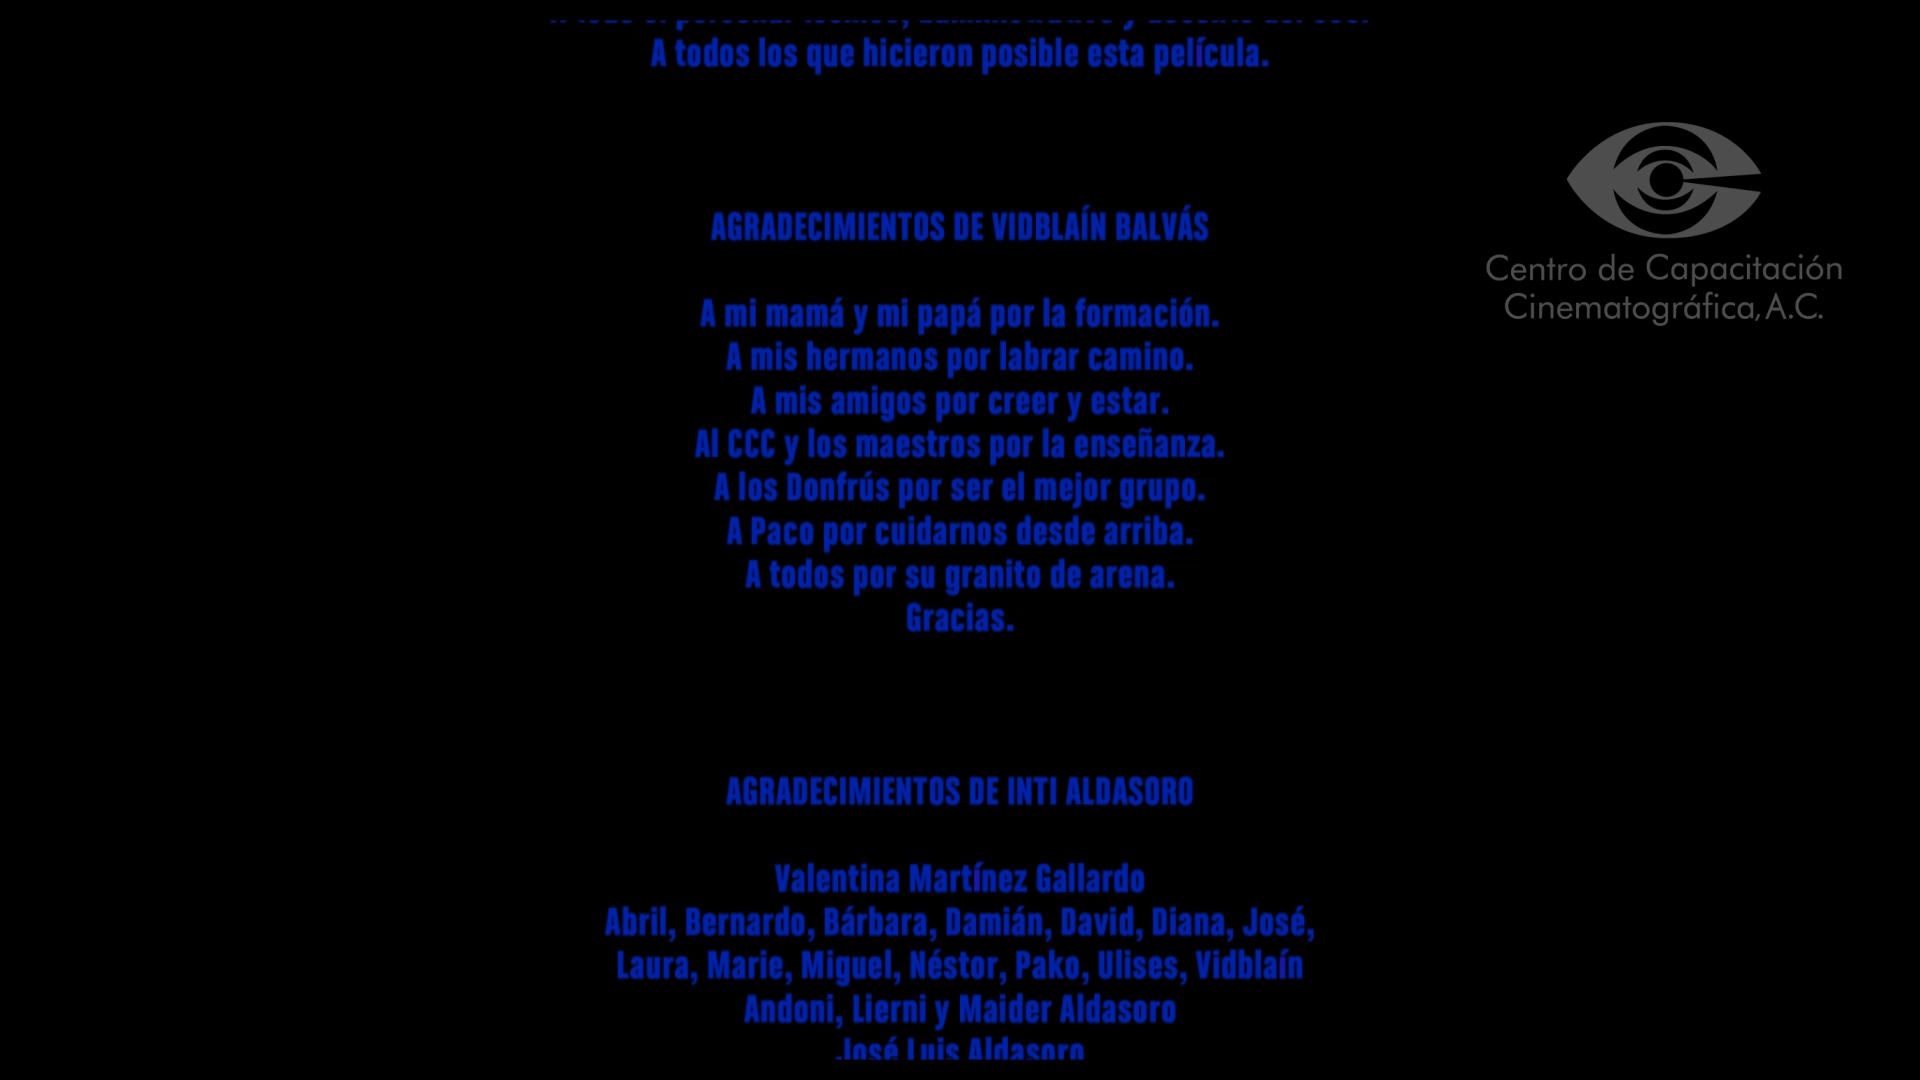 A todos los que hicieron posible esta película.
AGRADECIMIENTOS DE VIDBLAÍN BALVÁS
A mi mamá y mi papá por la formación.
A mis hermanos por labrar camino.
A mis amigos por creer y estar.
Al CCC y los maestros por la enseñanza.
A los Donfrús por ser el mejor grupo.
A Paco por cuidarnos desde arriba.
A todos por su granito de arena.
Gracias.
AGRADECIMIENTOS DE INTI ALDASORO
Valentina Martínez Gallardo
Abril, Bernardo, Bárbara, Damián, David, Diana, José,
Laura, Marie, Miguel, Néstor, Pako, Ulises, Vidblaín
Andoni, Lierni y Maider Aldasoro
José Luis Aldasoro
Centro de Capacitación
Cinematográfica, A.C.